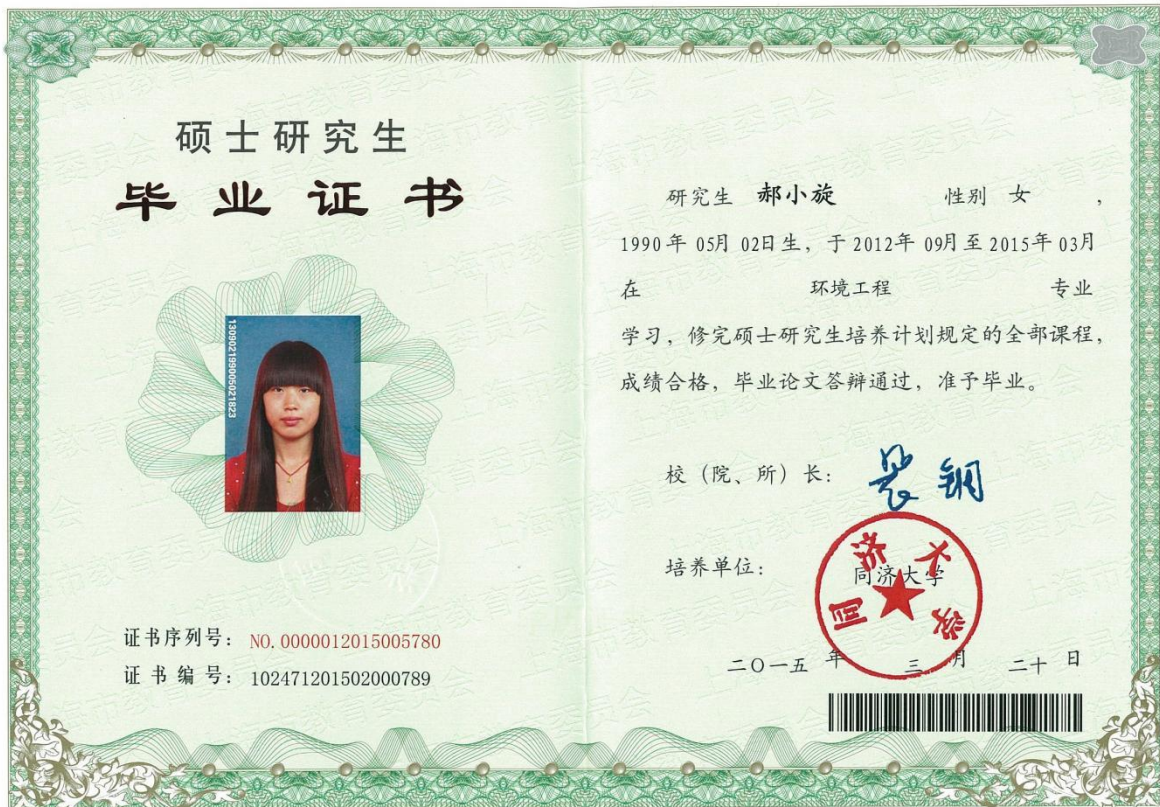 硕士研究生
毕业证书
130902199005021823
证书序列号: NO. 0000012015005780
证书编号: 102471201502000789
研究生 郝小旋 性别 女 ,
1990年 05月 02日生, 于 2012年 09月至 2015年 03月
在 环境工程 专业
学习, 修完硕士研究生培养计划规定的全部课程,
成绩合格, 毕业论文答辩通过, 准予毕业。
校 (院、所) 长: 裴钢
培养单位: 同济大学
同济大学
二〇一五 年 三 月 二十 日
上海市教育委员会